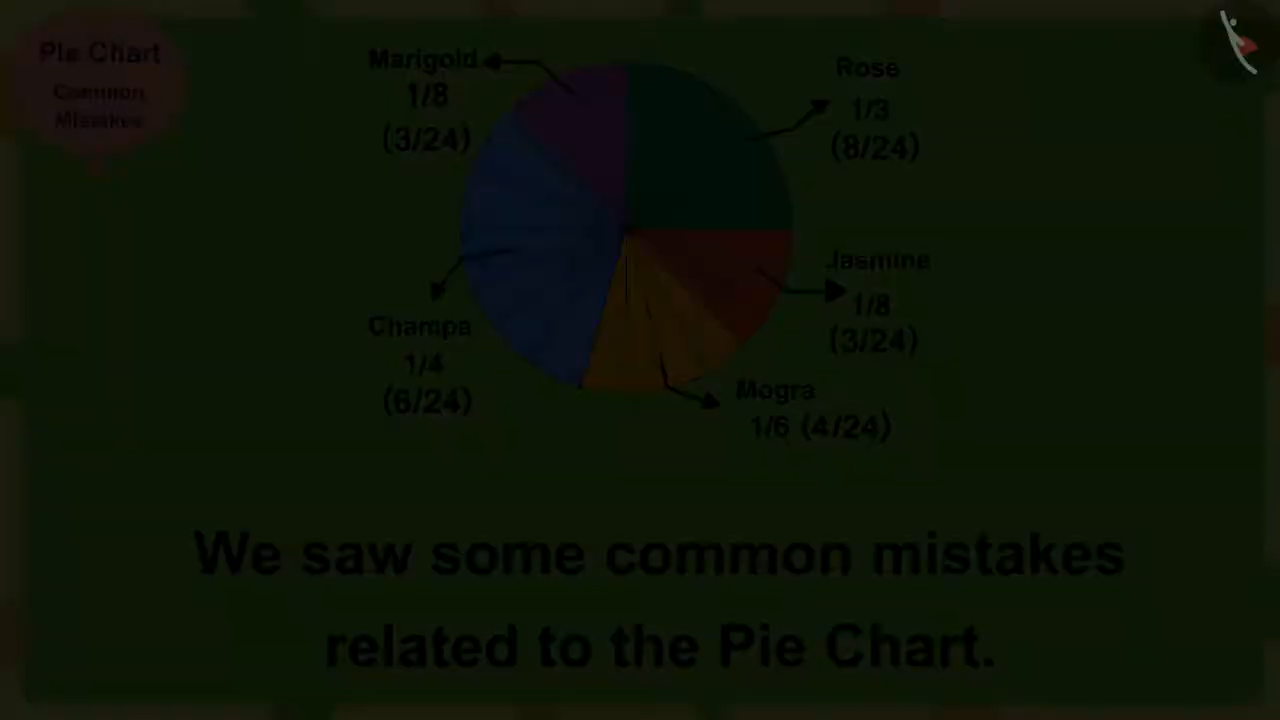 Pie Chart
Common
Mistakes
Marigold
1/8
(3/24)
Rose
1/3
(8/24)
Jasmine
1/8
(3/24)
Champa
1/4
(6/24)
Mogra
1/6 (4/24)
We saw some common mistakes
related to the Pie Chart.